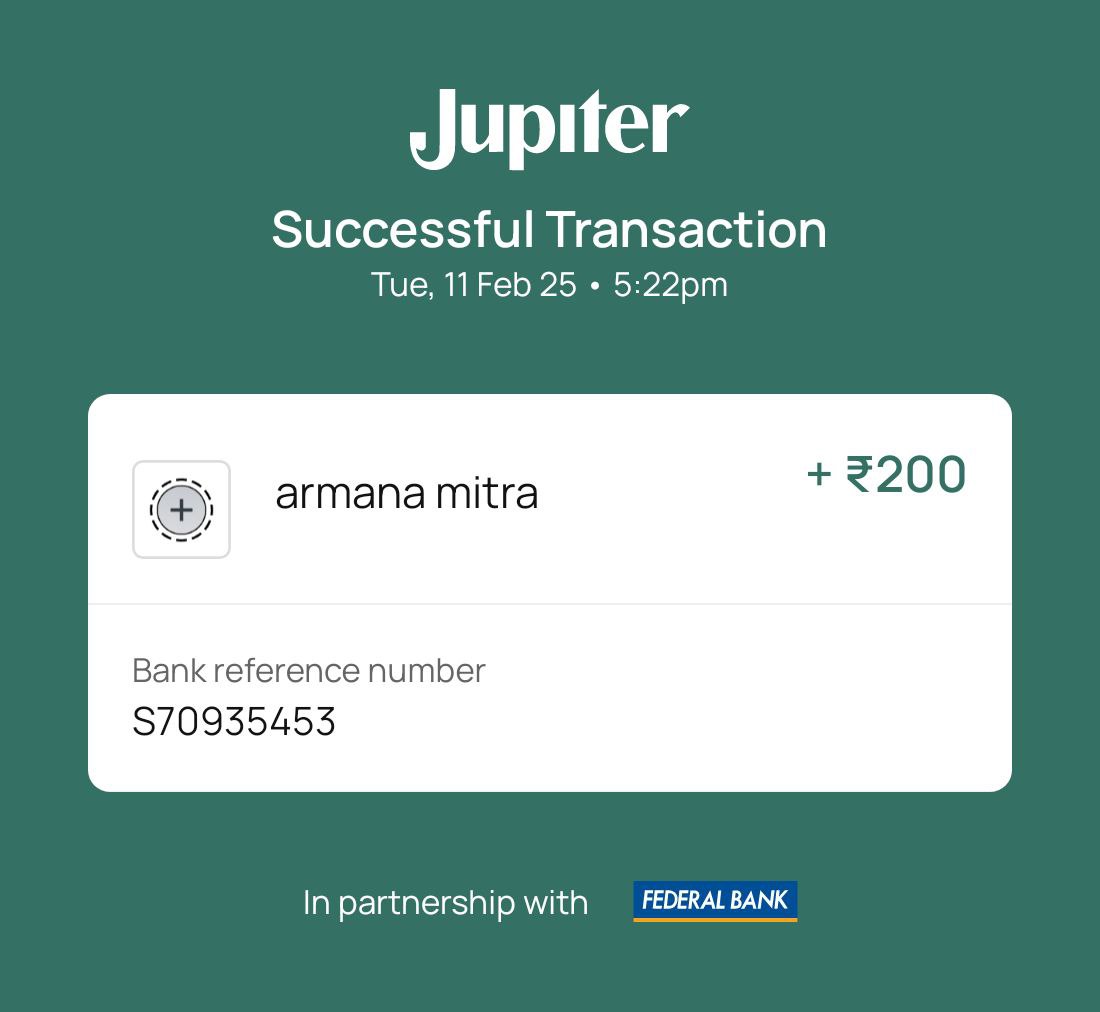 Jupiter
Successful Transaction
Tue, 11 Feb 25 • 5:22pm
armana mitra
+ ₹200
Bank reference number
S70935453
In partnership with FEDERAL BANK